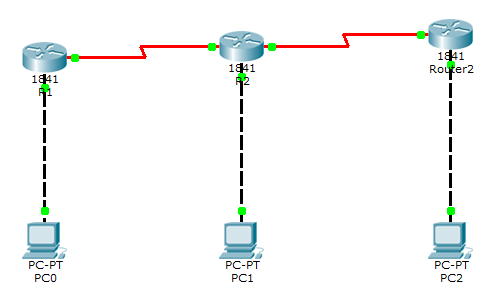 1841
R1
1841
R2
1841
Router2
PC-PT
PC0
PC-PT
PC1
PC-PT
PC2